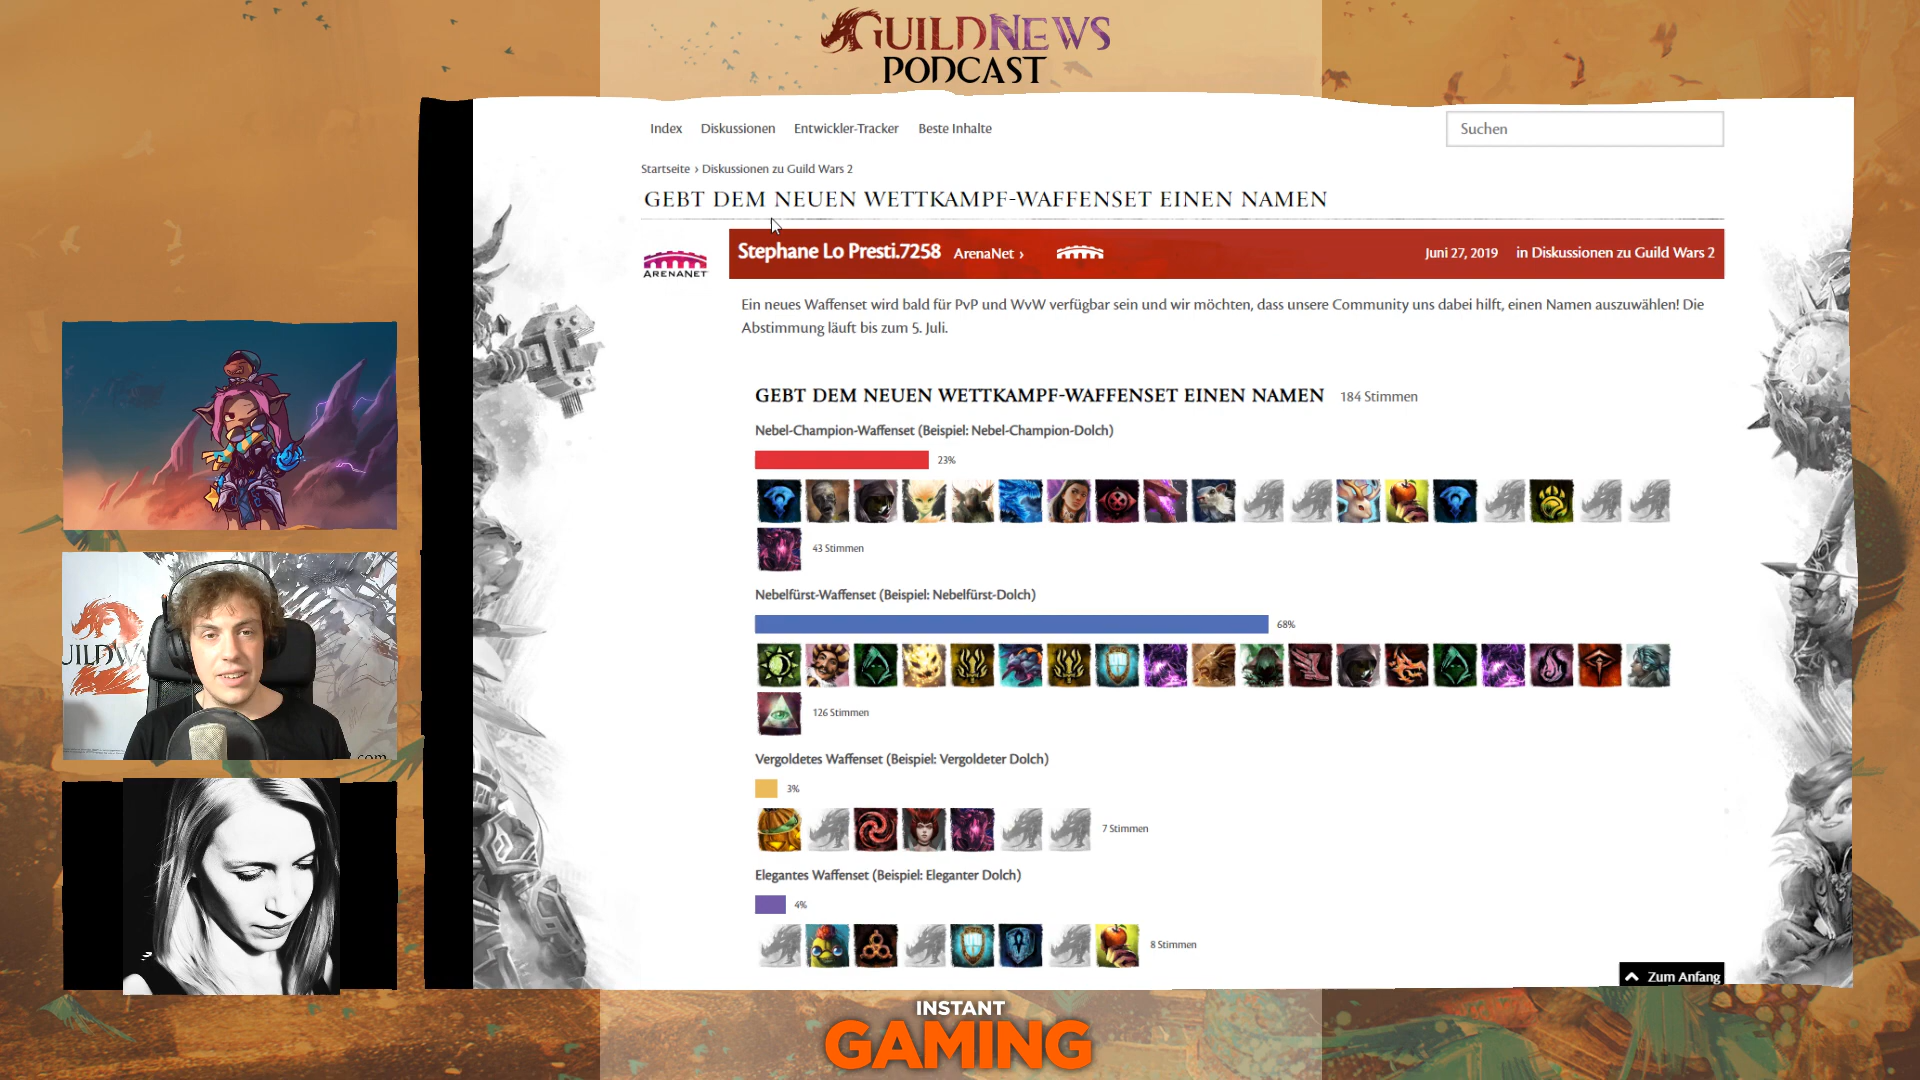 GUILDNEWS
PODCAST
Index Diskussionen Entwickler-Tracker Beste Inhalte
Suchen
Startseite › Diskussionen zu Guild Wars 2
GEBT DEM NEUEN WETTKAMPF-WAFFENSET EINEN NAMEN
ARENANET
Stephane Lo Presti.7258 ArenaNet › Juni 27, 2019 in Diskussionen zu Guild Wars 2
Ein neues Waffenset wird bald für PvP und WvW verfügbar sein und wir möchten, dass unsere Community uns dabei hilft, einen Namen auszuwählen! Die
Abstimmung läuft bis zum 5. Juli.
GEBT DEM NEUEN WETTKAMPF-WAFFENSET EINEN NAMEN 184 Stimmen
Nebel-Champion-Waffenset (Beispiel: Nebel-Champion-Dolch)
23%
43 Stimmen
Nebelfürst-Waffenset (Beispiel: Nebelfürst-Dolch)
68%
126 Stimmen
Vergoldetes Waffenset (Beispiel: Vergoldeter Dolch)
3%
7 Stimmen
Elegantes Waffenset (Beispiel: Eleganter Dolch)
4%
8 Stimmen
Zum Anfang
UILDWA
2
.com
INSTANT
GAMING